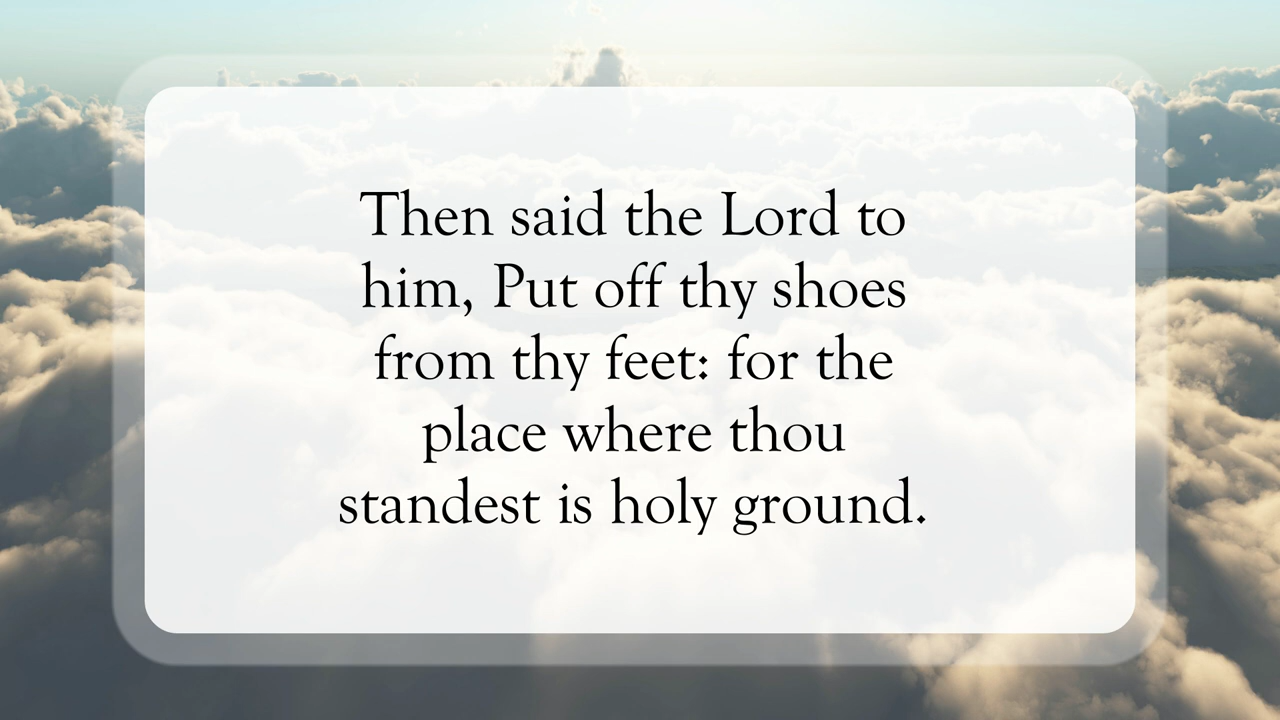 Then said the Lord to
him, Put off thy shoes
from thy feet: for the
place where thou
standest is holy ground.